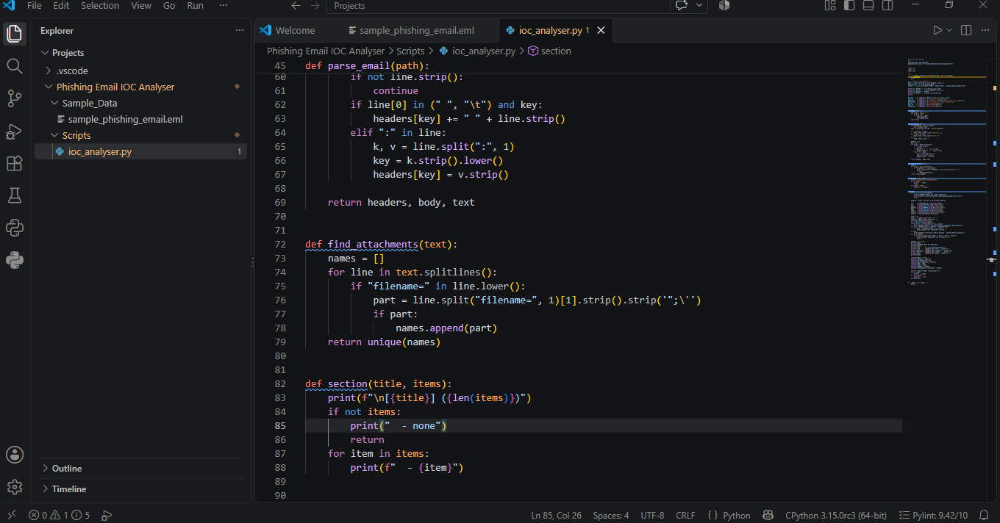 File Edit Selection View Go Run ··· Projects
Explorer ···
Projects
.vscode
Phishing Email IOC Analyser
Sample_Data
sample_phishing_email.eml
Scripts
ioc_analyser.py 1
Outline
Timeline
Welcome sample_phishing_email.eml ioc_analyser.py 1
Phishing Email IOC Analyser > Scripts > ioc_analyser.py > section
45 def parse_email(path):
60 if not line.strip():
61 continue
62 if line[0] in (" ", "\t") and key:
63 headers[key] += " " + line.strip()
64 elif ":" in line:
65 k, v = line.split(":", 1)
66 key = k.strip().lower()
67 headers[key] = v.strip()
68
69 return headers, body, text
70
71
72 def find_attachments(text):
73 names = []
74 for line in text.splitlines():
75 if "filename=" in line.lower():
76 part = line.split("filename=", 1)[1].strip().strip('";\'')
77 if part:
78 names.append(part)
79 return unique(names)
80
81
82 def section(title, items):
83 print(f"\n[{title}] ({len(items)})")
84 if not items:
85 print("  - none")
86 return
87 for item in items:
88 print(f"  - {item}")
89
90
0 1 5 Ln 85, Col 26 Spaces: 4 UTF-8 CRLF { } Python CPython 3.15.0rc3 (64-bit) Pylint: 9.42/10